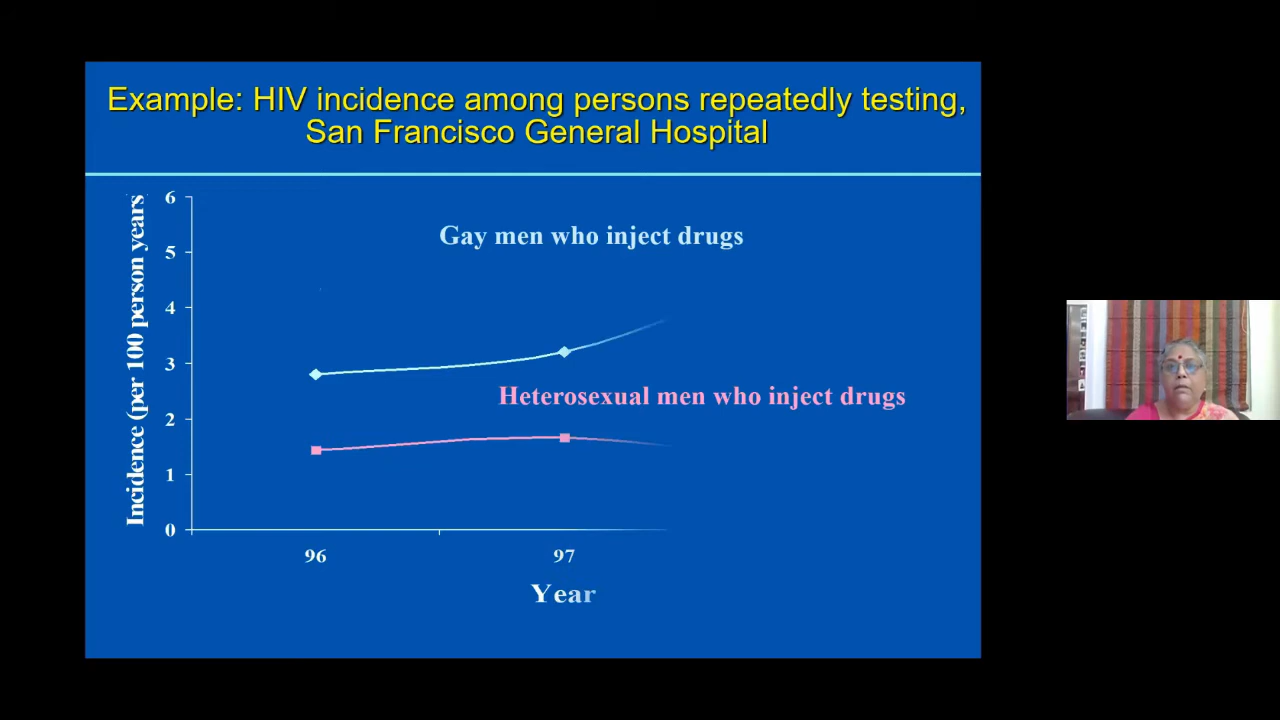 Example: HIV incidence among persons repeatedly testing,
San Francisco General Hospital
Incidence (per 100 person years
6
5
4
3
2
1
0
Gay men who inject drugs
Heterosexual men who inject drugs
96 97
Year